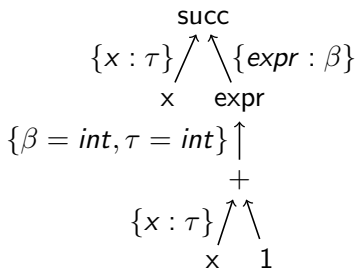 succ
{x : τ} {expr : β}
x expr
{β = int, τ = int}
+
{x : τ}
x 1